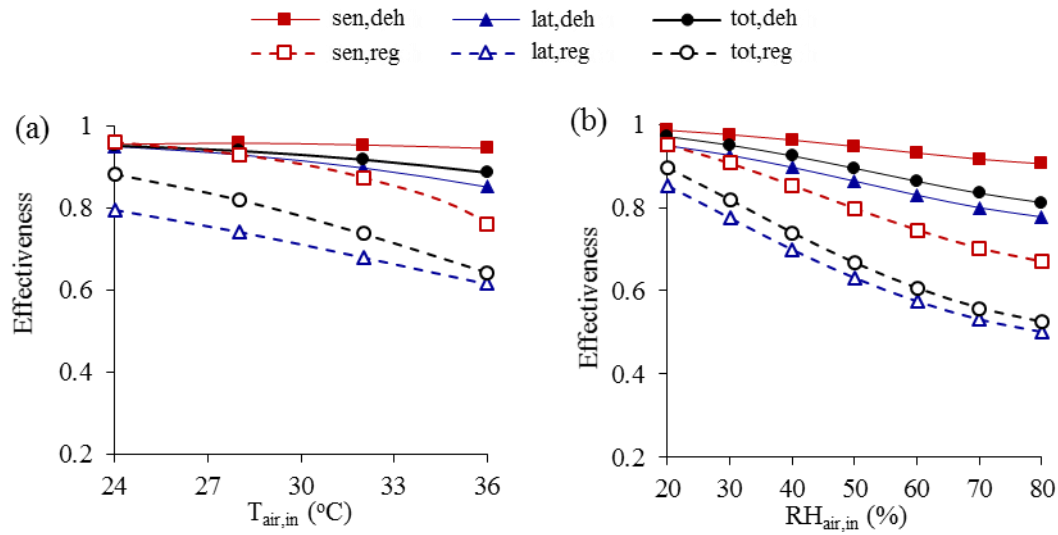 sen,deh lat,deh tot,deh
sen,reg lat,reg tot,reg
(a)
Effectiveness
1
0.8
0.6
0.4
0.2
24 27 30 33 36
T_air,in (°C)
(b)
Effectiveness
1
0.8
0.6
0.4
0.2
20 30 40 50 60 70 80
RH_air,in (%)